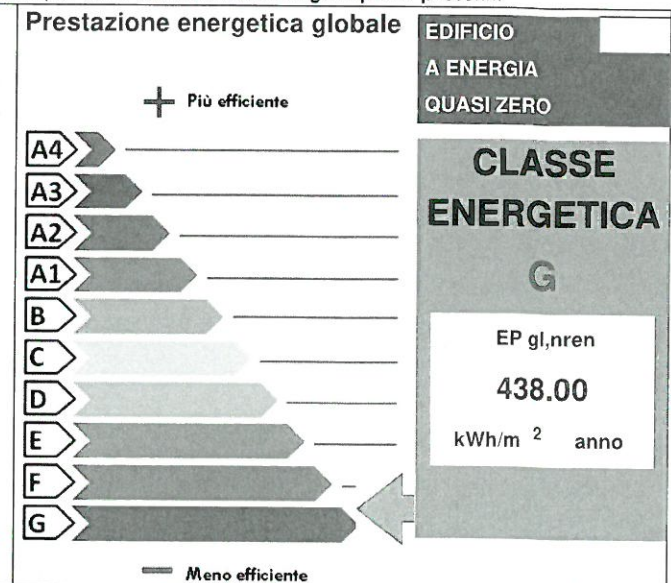 Prestazione energetica globale
EDIFICIO
A ENERGIA
QUASI ZERO
+ Più efficiente
A4
A3
A2
A1
B
C
D
E
F
G
— Meno efficiente
CLASSE
ENERGETICA
G
EP gl,nren
438.00
kWh/m 2 anno